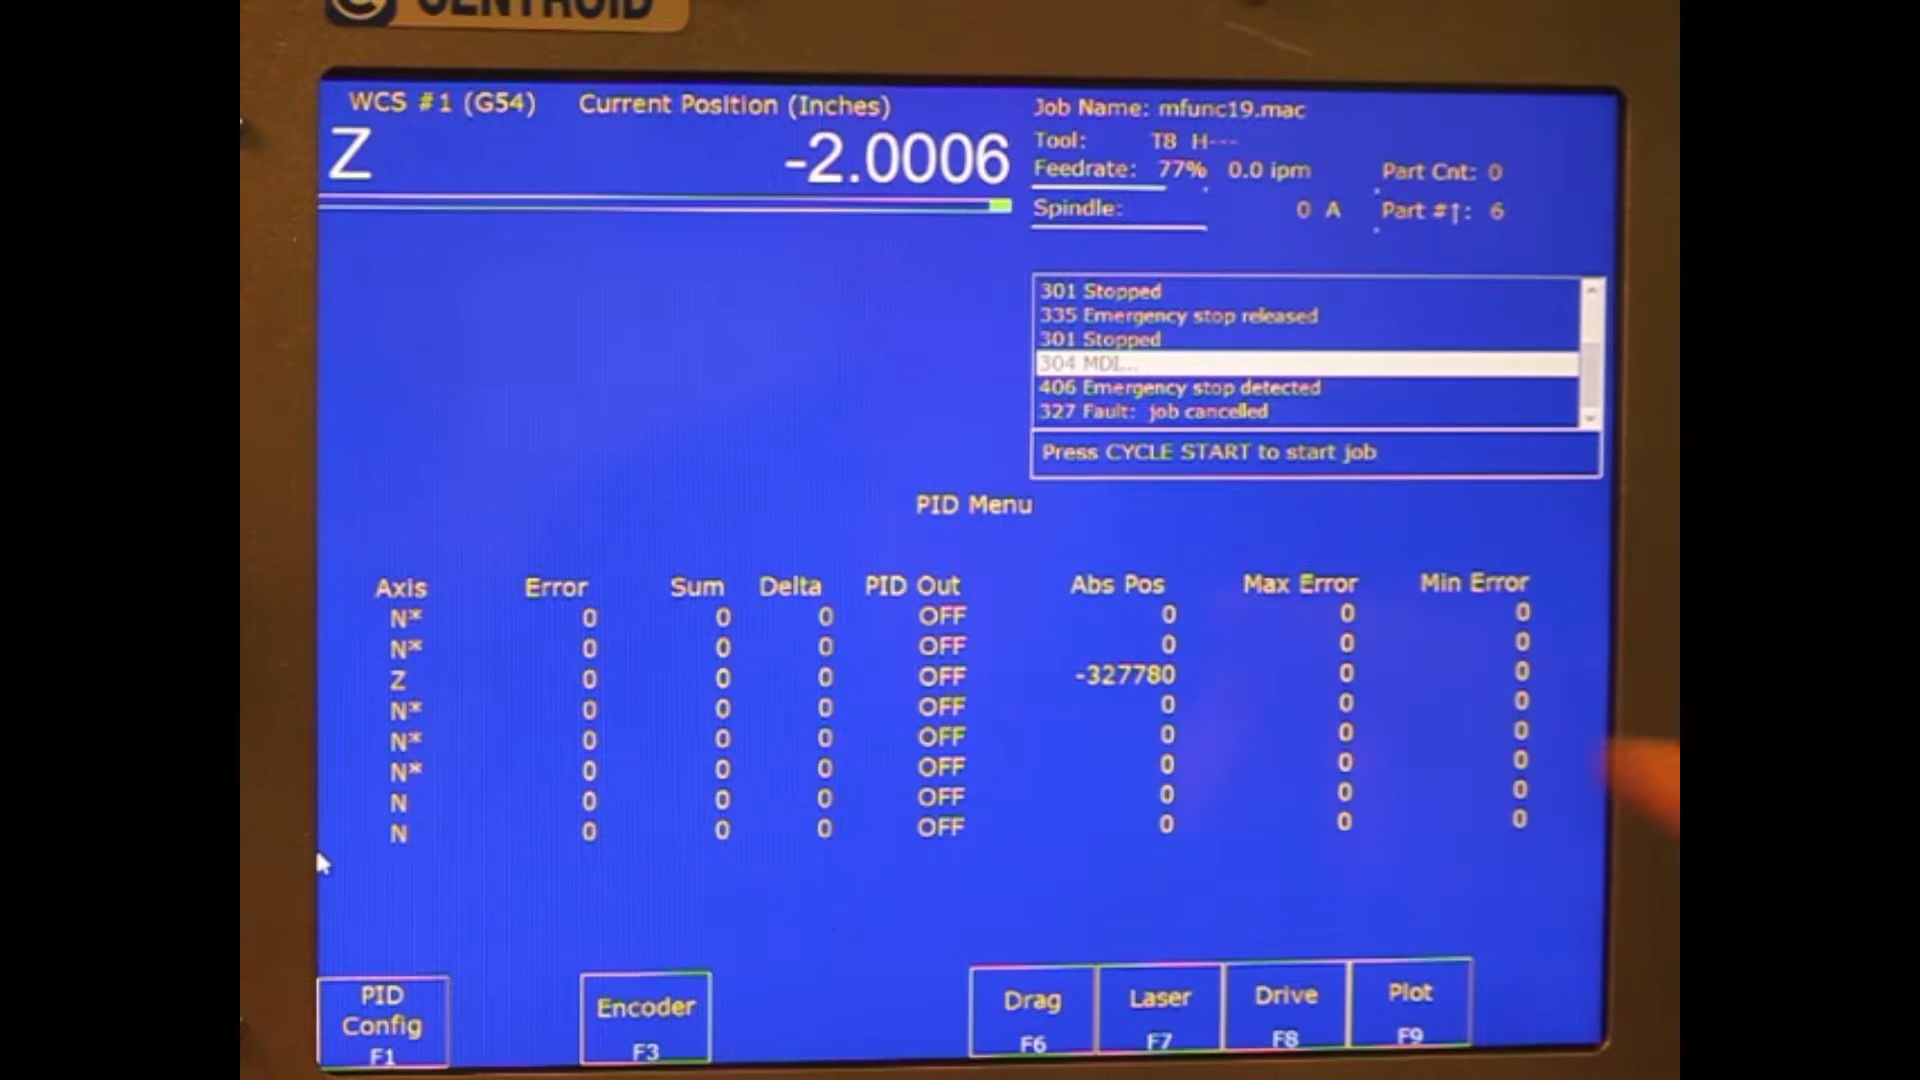 CENTROID
WCS #1 (G54) Current Position (Inches)
Z -2.0006
Job Name: mfunc19.mac
Tool: T8 H---
Feedrate: 77% 0.0 ipm Part Cnt: 0
Spindle: 0 A Part #↑: 6
301 Stopped
335 Emergency stop released
301 Stopped
304 MDI...
406 Emergency stop detected
327 Fault: job cancelled
Press CYCLE START to start job
PID Menu
Axis Error Sum Delta PID Out Abs Pos Max Error Min Error
N* 0 0 0 OFF 0 0 0
N* 0 0 0 OFF 0 0 0
Z 0 0 0 OFF -327780 0 0
N* 0 0 0 OFF 0 0 0
N* 0 0 0 OFF 0 0 0
N* 0 0 0 OFF 0 0 0
N 0 0 0 OFF 0 0 0
N 0 0 0 OFF 0 0 0
PID
Config
F1
Encoder
F3
Drag
F6
Laser
F7
Drive
F8
Plot
F9